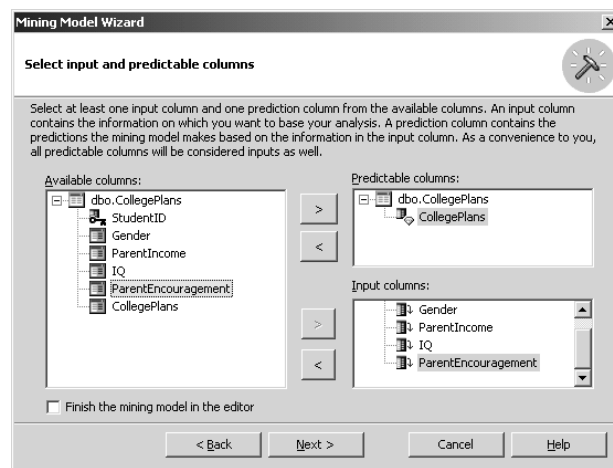 Mining Model Wizard
Select input and predictable columns
Select at least one input column and one prediction column from the available columns. An input column
contains the information on which you want to base your analysis. A prediction column contains the
predictions the mining model makes based on the information in the input column. As a convenience to you,
all predictable columns will be considered inputs as well.
Available columns:
dbo.CollegePlans
StudentID
Gender
ParentIncome
IQ
ParentEncouragement
CollegePlans
>
<
>
<
Predictable columns:
dbo.CollegePlans
CollegePlans
Input columns:
Gender
ParentIncome
IQ
ParentEncouragement
Finish the mining model in the editor
< Back
Next >
Cancel
Help